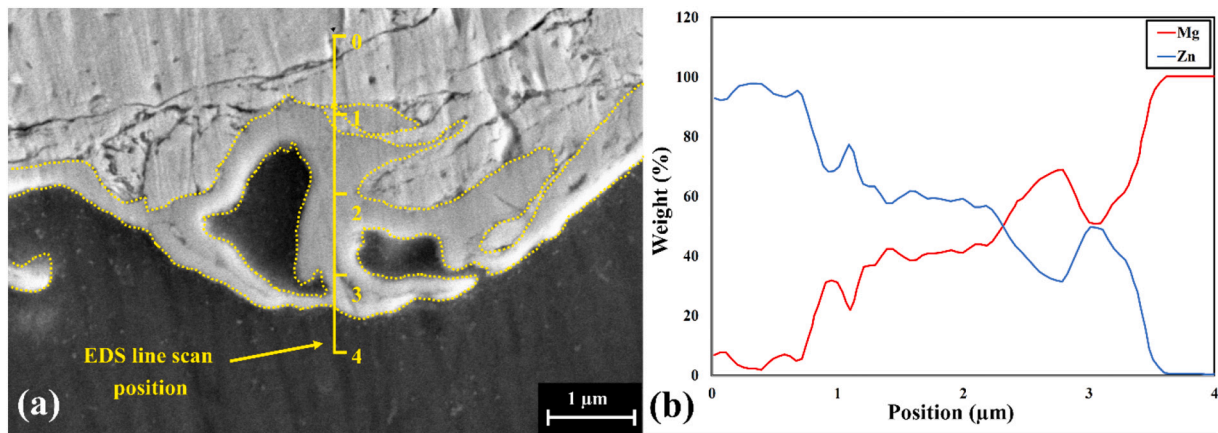 0
1
2
3
4
EDS line scan
position
(a)
1 µm
120
100
80
60
40
20
0
Weight (%)
Mg
Zn
0
1
2
3
4
Position (µm)
(b)